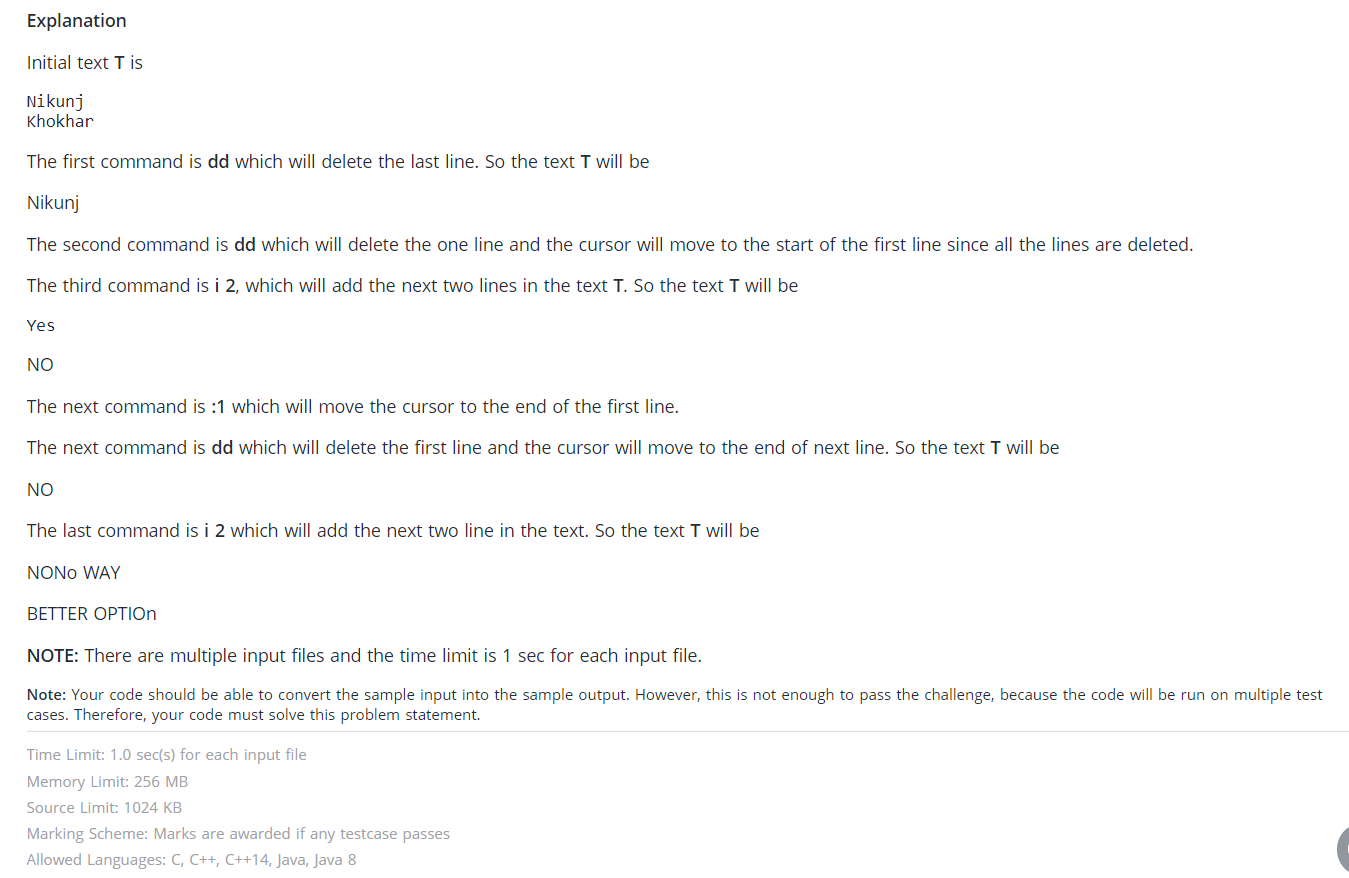 Explanation
Initial text T is
Nikunj
Khokhar
The first command is dd which will delete the last line. So the text T will be
Nikunj
The second command is dd which will delete the one line and the cursor will move to the start of the first line since all the lines are deleted.
The third command is i 2, which will add the next two lines in the text T. So the text T will be
Yes
NO
The next command is :1 which will move the cursor to the end of the first line.
The next command is dd which will delete the first line and the cursor will move to the end of next line. So the text T will be
NO
The last command is i 2 which will add the next two line in the text. So the text T will be
NONo WAY
BETTER OPTIOn
NOTE: There are multiple input files and the time limit is 1 sec for each input file.
Note: Your code should be able to convert the sample input into the sample output. However, this is not enough to pass the challenge, because the code will be run on multiple test
cases. Therefore, your code must solve this problem statement.
Time Limit: 1.0 sec(s) for each input file
Memory Limit: 256 MB
Source Limit: 1024 KB
Marking Scheme: Marks are awarded if any testcase passes
Allowed Languages: C, C++, C++14, Java, Java 8